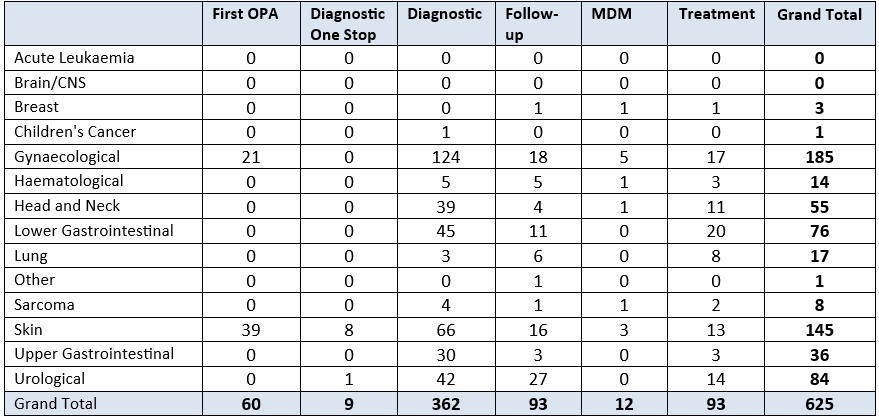 First OPA Diagnostic One Stop Diagnostic Follow-up MDM Treatment Grand Total
Acute Leukaemia 0 0 0 0 0 0 0
Brain/CNS 0 0 0 0 0 0 0
Breast 0 0 0 1 1 1 3
Children's Cancer 0 0 1 0 0 0 1
Gynaecological 21 0 124 18 5 17 185
Haematological 0 0 5 5 1 3 14
Head and Neck 0 0 39 4 1 11 55
Lower Gastrointestinal 0 0 45 11 0 20 76
Lung 0 0 3 6 0 8 17
Other 0 0 0 1 0 0 1
Sarcoma 0 0 4 1 1 2 8
Skin 39 8 66 16 3 13 145
Upper Gastrointestinal 0 0 30 3 0 3 36
Urological 0 1 42 27 0 14 84
Grand Total 60 9 362 93 12 93 625